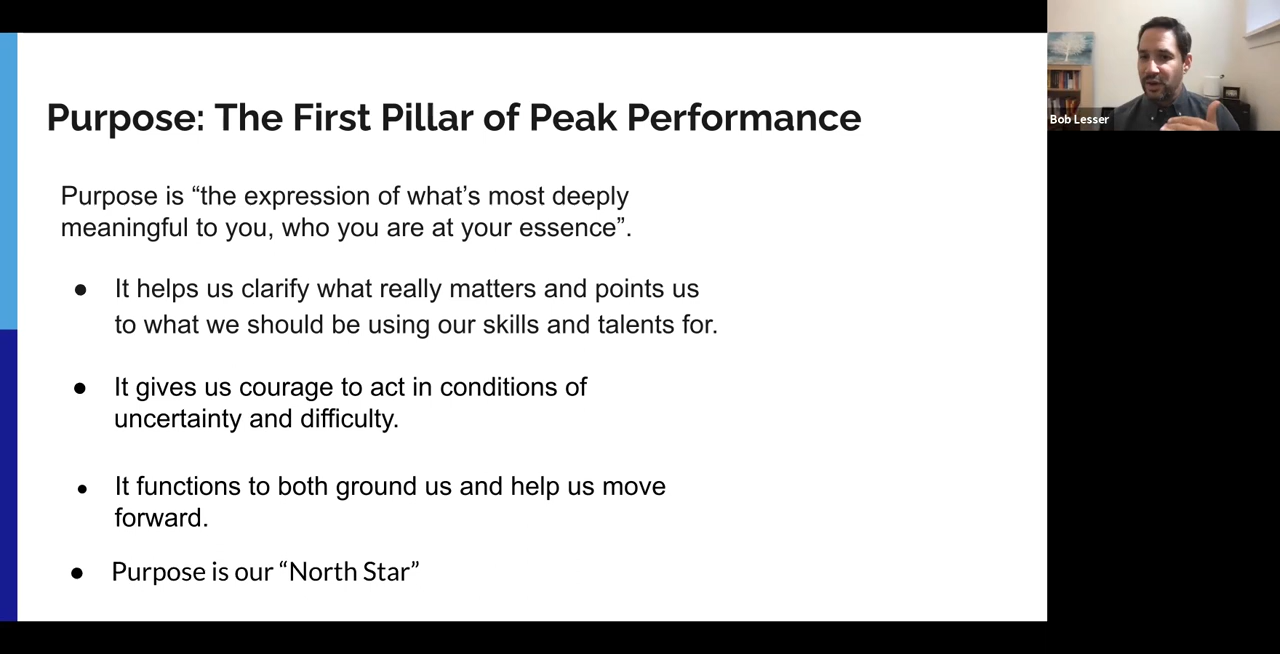 Purpose: The First Pillar of Peak Performance
Purpose is “the expression of what’s most deeply
meaningful to you, who you are at your essence”.
● It helps us clarify what really matters and points us
to what we should be using our skills and talents for.
● It gives us courage to act in conditions of
uncertainty and difficulty.
● It functions to both ground us and help us move
forward.
● Purpose is our “North Star”
Bob Lesser